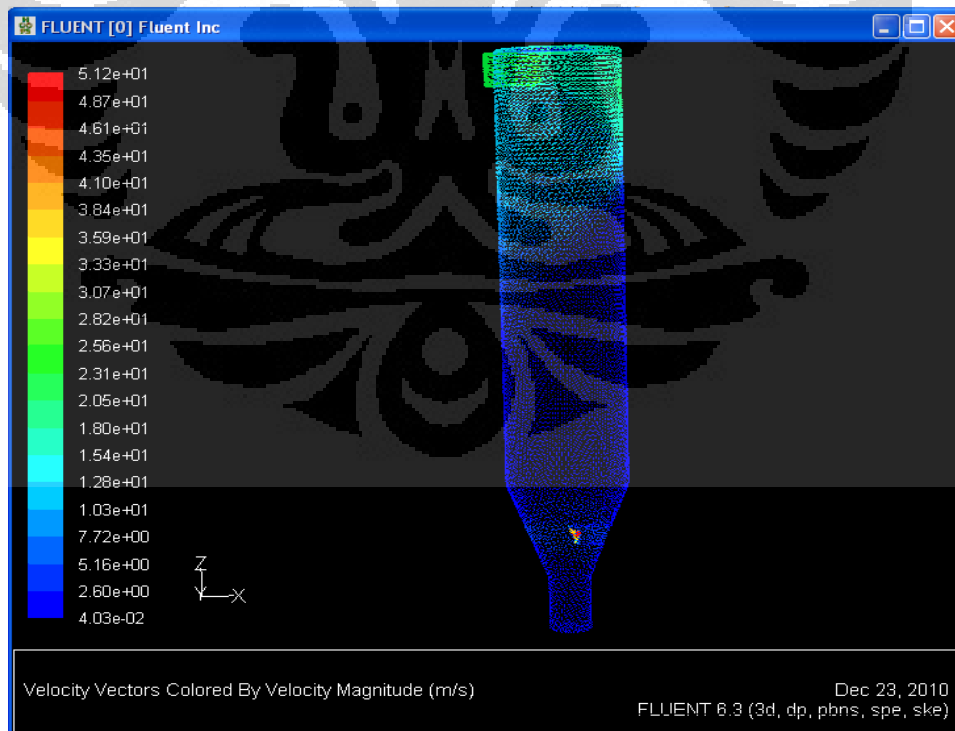 FLUENT [0] Fluent Inc
5.12e+01
4.87e+01
4.61e+01
4.35e+01
4.10e+01
3.84e+01
3.59e+01
3.33e+01
3.07e+01
2.82e+01
2.56e+01
2.31e+01
2.05e+01
1.80e+01
1.54e+01
1.28e+01
1.03e+01
7.72e+00
5.16e+00
2.60e+00
4.03e-02
Z
Y
X
Velocity Vectors Colored By Velocity Magnitude (m/s)
Dec 23, 2010
FLUENT 6.3 (3d, dp, pbns, spe, ske)